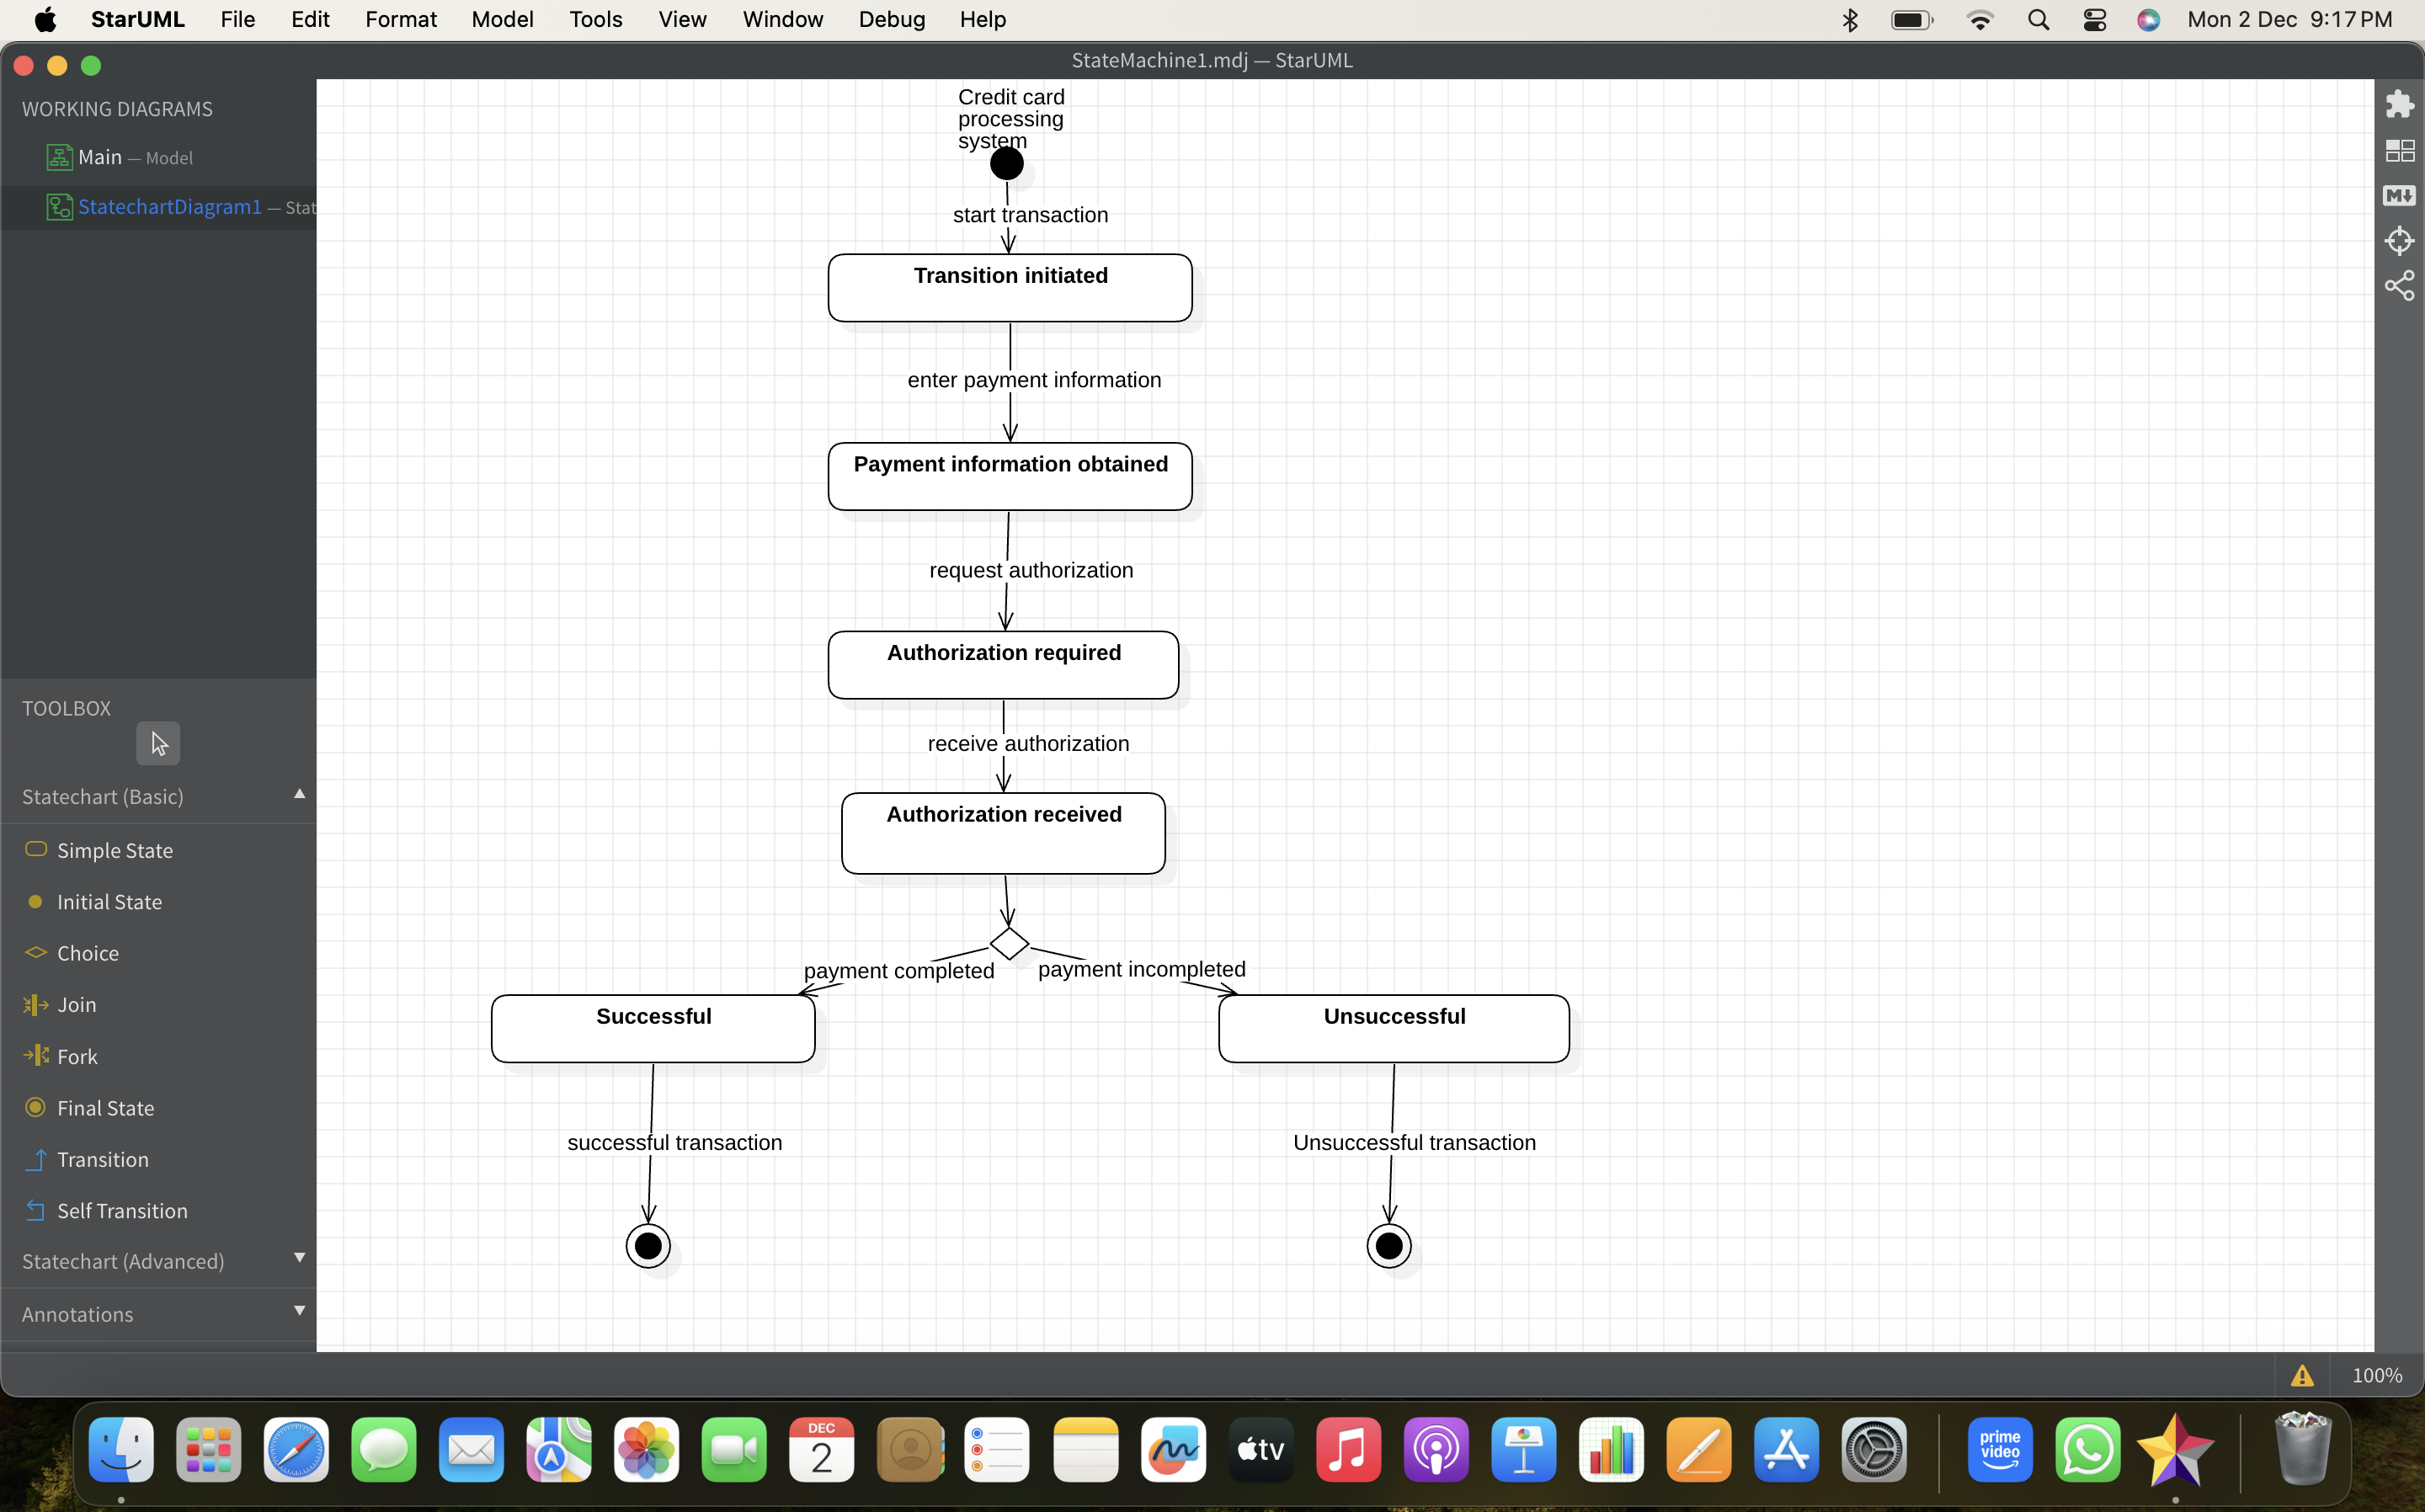 StarUML File Edit Format Model Tools View Window Debug Help Mon 2 Dec 9:17 PM
StateMachine1.mdj — StarUML
WORKING DIAGRAMS
Main — Model
StatechartDiagram1 — Stat
TOOLBOX
Statechart (Basic)
Simple State
Initial State
Choice
Join
Fork
Final State
Transition
Self Transition
Statechart (Advanced)
Annotations
Credit card
processing
system
start transaction
Transition initiated
enter payment information
Payment information obtained
request authorization
Authorization required
receive authorization
Authorization received
payment completed payment incompleted
Successful Unsuccessful
successful transaction Unsuccessful transaction
M
100%
DEC
2
tv
prime
video